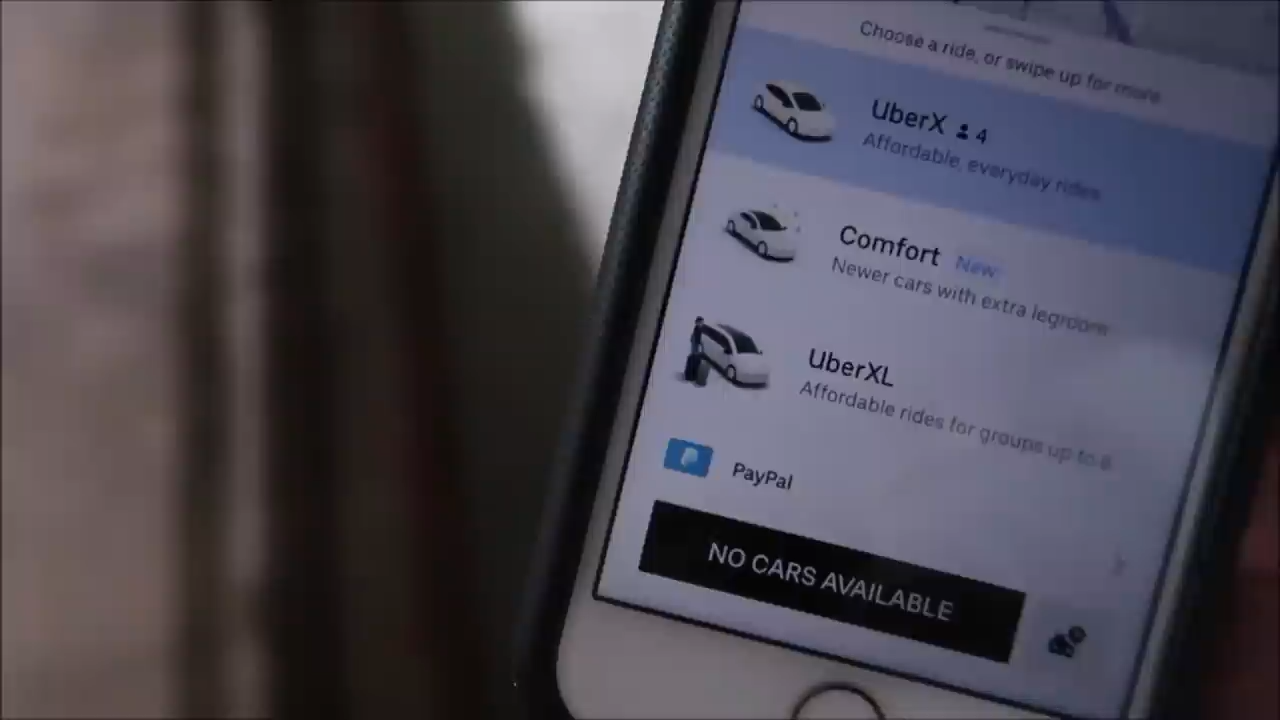 Choose a ride, or swipe up for more
UberX 4
Affordable, everyday rides
Comfort New
Newer cars with extra legroom
UberXL
Affordable rides for groups up to 6
PayPal
NO CARS AVAILABLE